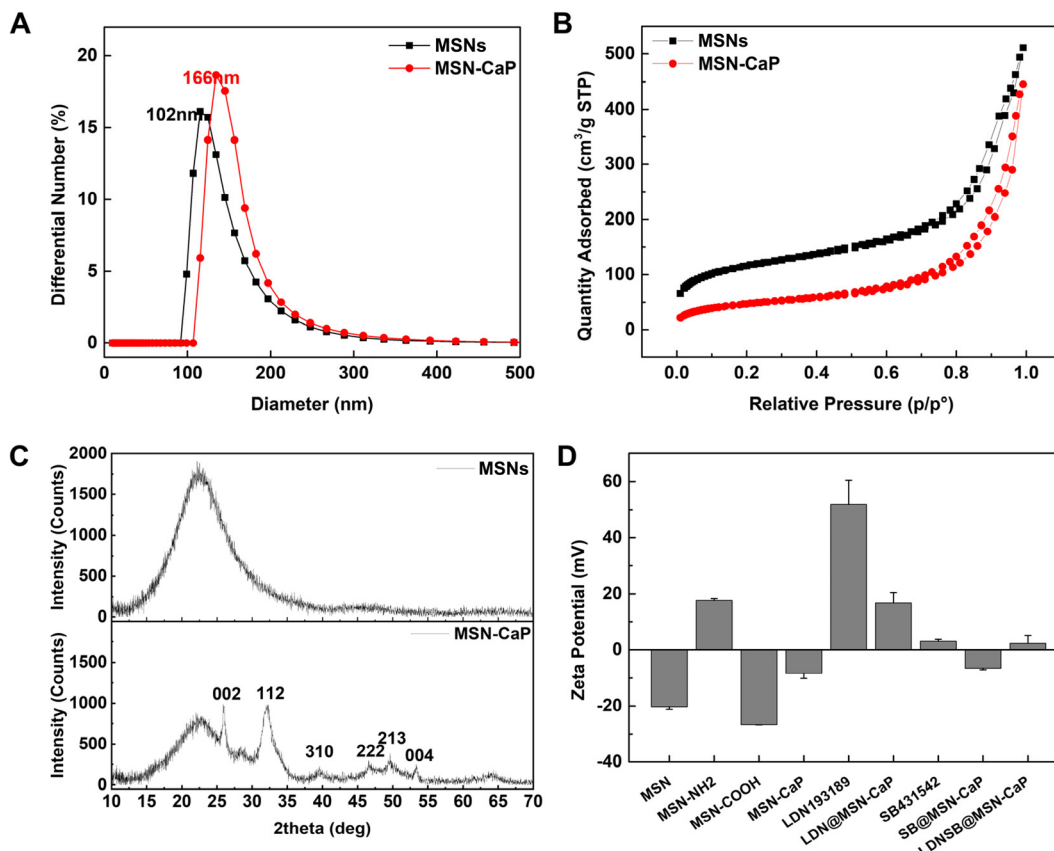 A
MSNs
MSN-CaP
166nm
102nm
Differential Number (%)
20
15
10
5
0
0 100 200 300 400 500
Diameter (nm)
B
MSNs
MSN-CaP
Quantity Adsorbed (cm³/g STP)
500
400
300
200
100
0
0.0 0.2 0.4 0.6 0.8 1.0
Relative Pressure (p/p°)
C
MSNs
Intensity (Counts)
2000
1500
1000
500
0
MSN-CaP
Intensity (Counts)
1500
1000
500
0
002
112
310
222
213
004
10 15 20 25 30 35 40 45 50 55 60 65 70
2theta (deg)
D
Zeta Potential (mV)
60
40
20
0
-20
-40
MSN
MSN-NH2
MSN-COOH
MSN-CaP
LDN193189
LDN@MSN-CaP
SB431542
SB@MSN-CaP
LDNSB@MSN-CaP